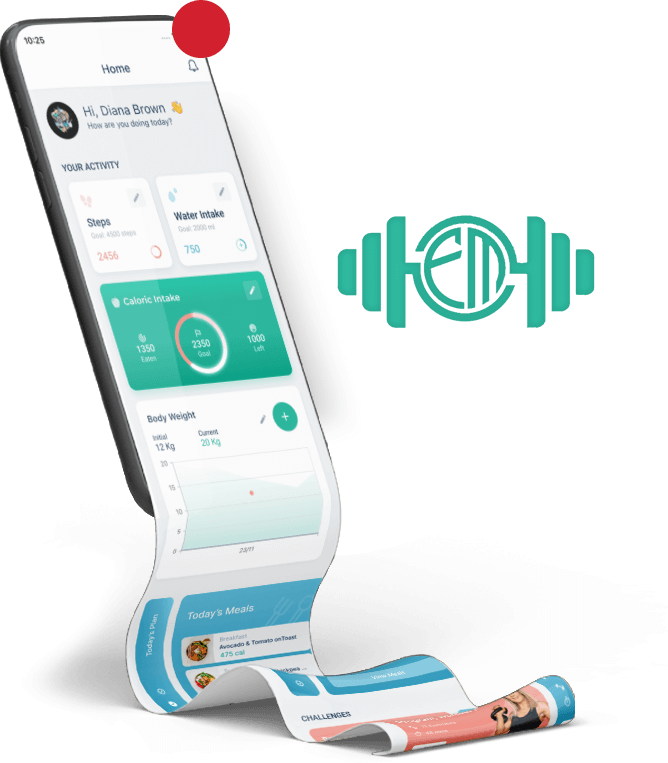 10:25
Home
Hi, Diana Brown 👋
How are you doing today?
YOUR ACTIVITY
Steps
Goal: 4500 steps
2456
Water Intake
Goal: 2000 ml
750
Caloric Intake
1350
Eaten
2350
Goal
1000
Left
Body Weight
Initial
12 Kg
Current
20 Kg
20
15
10
5
0
23/11
Today's Plan
Today's Meals
Breakfast
Avocado & Tomato onToast
475 cal
View Meal
CHALLENGES
EM